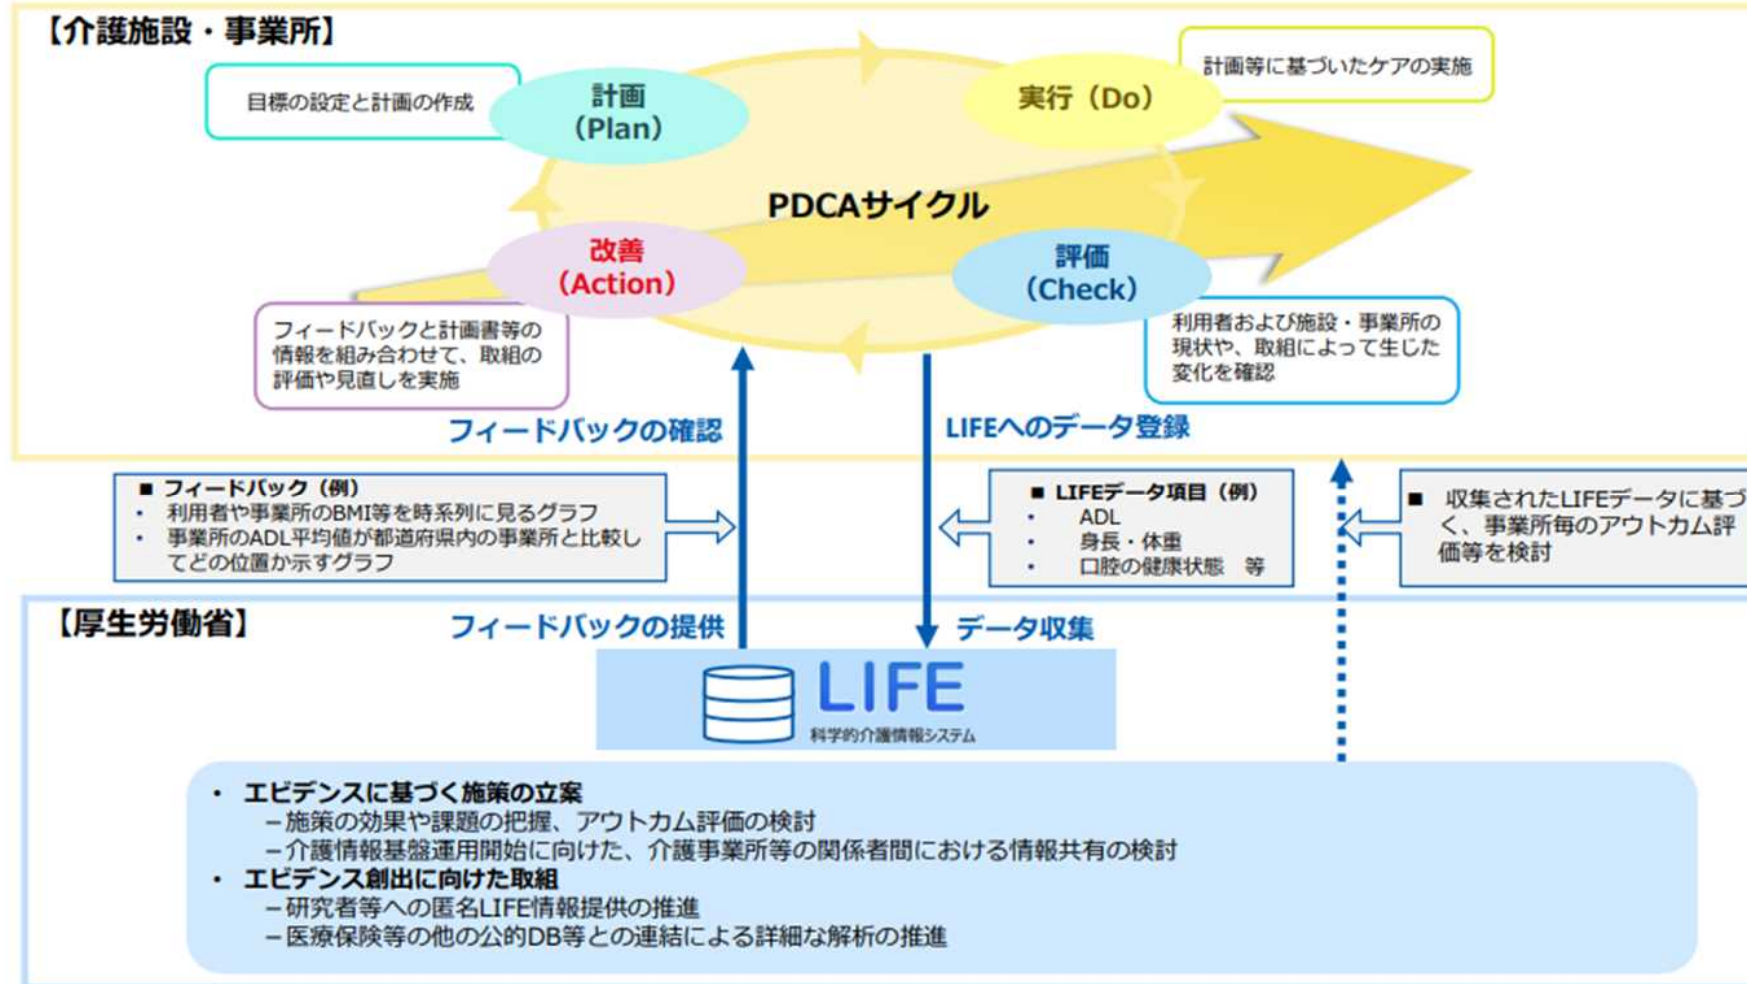 【介護施設・事業所】
目標の設定と計画の作成
計画
（Plan）
実行（Do）
計画等に基づいたケアの実施
PDCAサイクル
改善
（Action）
評価
（Check）
フィードバックと計画書等の
情報を組み合わせて、取組の
評価や見直しを実施
利用者および施設・事業所の
現状や、取組によって生じた
変化を確認
フィードバックの確認
LIFEへのデータ登録
■ フィードバック（例）
・ 利用者や事業所のBMI等を時系列に見るグラフ
・ 事業所のADL平均値が都道府県内の事業所と比較し
てどの位置か示すグラフ
■ LIFEデータ項目（例）
・ ADL
・ 身長・体重
・ 口腔の健康状態 等
■ 収集されたLIFEデータに基づ
く、事業所毎のアウトカム評
価等を検討
【厚生労働省】
フィードバックの提供
データ収集
LIFE
科学的介護情報システム
・ エビデンスに基づく施策の立案
－施策の効果や課題の把握、アウトカム評価の検討
－介護情報基盤運用開始に向けた、介護事業所等の関係者間における情報共有の検討
・ エビデンス創出に向けた取組
－研究者等への匿名LIFE情報提供の推進
－医療保険等の他の公的DB等との連結による詳細な解析の推進